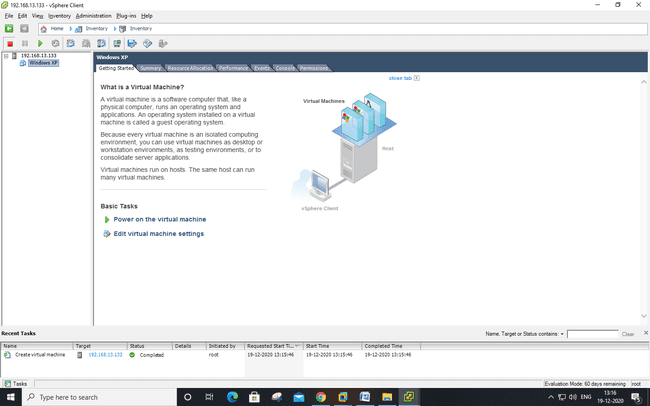 192.168.13.133 - vSphere Client
File Edit View Inventory Administration Plug-ins Help
Home Inventory Inventory
192.168.13.133
Windows XP
Windows XP
Getting Started Summary Resource Allocation Performance Events Console Permissions
close tab
What is a Virtual Machine?
A virtual machine is a software computer that, like a
physical computer, runs an operating system and
applications. An operating system installed on a virtual
machine is called a guest operating system.
Because every virtual machine is an isolated computing
environment, you can use virtual machines as desktop or
workstation environments, as testing environments, or to
consolidate server applications.
Virtual machines run on hosts. The same host can run
many virtual machines.
Virtual Machines
Host
vSphere Client
Basic Tasks
Power on the virtual machine
Edit virtual machine settings
Recent Tasks
Name, Target or Status contains:
Clear
Name Target Status Details Initiated by Requested Start Ti... Start Time Completed Time
Create virtual machine 192.168.13.133 Completed root 19-12-2020 13:15:46 19-12-2020 13:15:46 19-12-2020 13:15:46
Tasks
Evaluation Mode: 60 days remaining root
Type here to search
ENG
13:16
19-12-2020